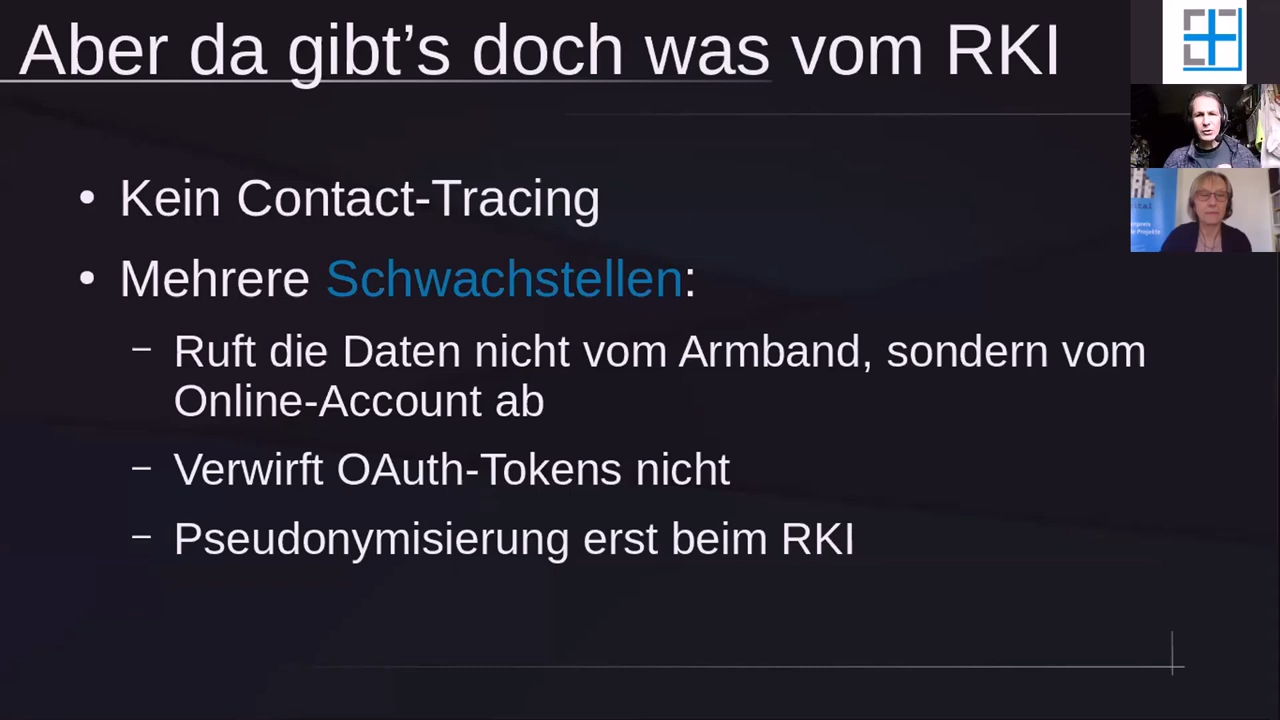 Aber da gibt’s doch was vom RKI
• Kein Contact-Tracing
• Mehrere Schwachstellen:
– Ruft die Daten nicht vom Armband, sondern vom
Online-Account ab
– Verwirft OAuth-Tokens nicht
– Pseudonymisierung erst beim RKI